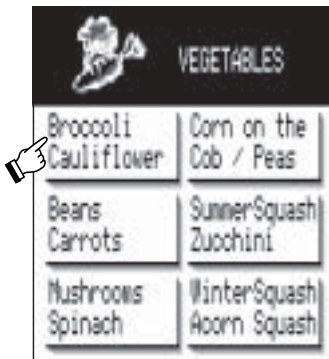 VEGETABLES
Broccoli
Cauliflower
Corn on the
Cob / Peas
Beans
Carrots
SummerSquash
Zucchini
Mushrooms
Spinach
WinterSquash
Acorn Squash